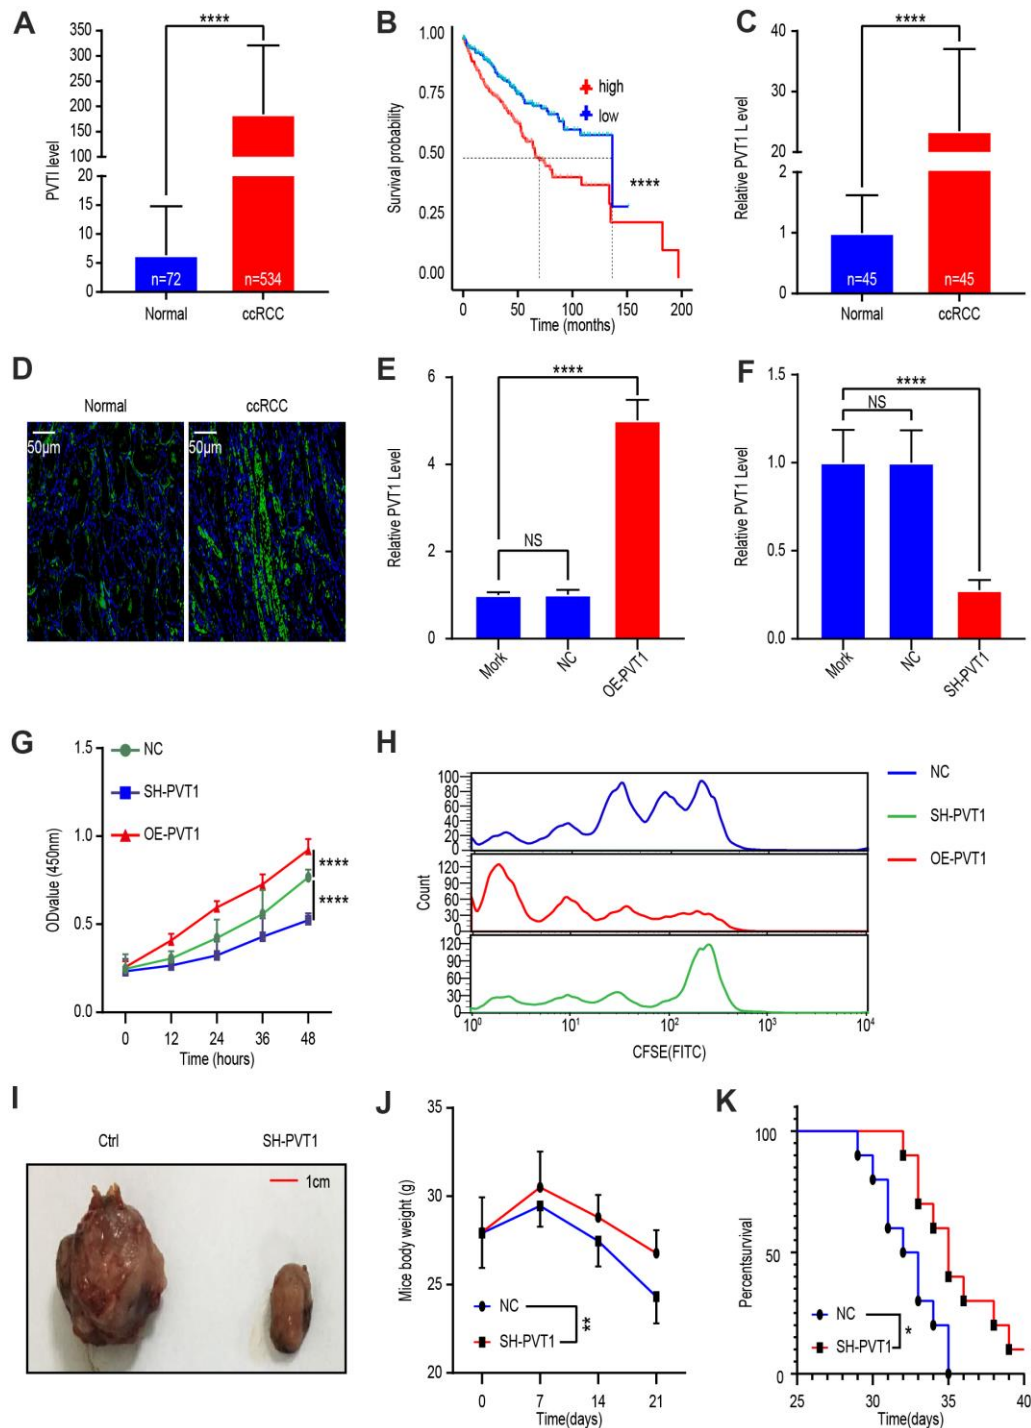 A
****
PVTI level
350
300
250
200
150
100
20
15
10
5
0
n=72
n=534
Normal
ccRCC
B
Survival probability
1.00
0.75
0.50
0.25
0.00
high
low
****
0
50
100
150
200
Time (months)
C
****
Relative PVT1 L evel
40
30
20
2
1
0
n=45
n=45
Normal
ccRCC
D
Normal
ccRCC
50μm
50μm
E
****
NS
Relative PVT1 Level
6
4
2
0
Mork
NC
OE-PVT1
F
****
NS
Relative PVT1 Level
1.5
1.0
0.5
0.0
Mork
NC
SH-PVT1
G
NC
SH-PVT1
OE-PVT1
ODvalue (450nm)
1.5
1.0
0.5
0.0
****
****
0
12
24
36
48
Time (hours)
H
Count
100
80
60
40
20
0
120
90
60
30
0
120
90
60
30
0
10⁰
10¹
10²
10³
10⁴
CFSE(FITC)
NC
SH-PVT1
OE-PVT1
I
Ctrl
SH-PVT1
1cm
J
Mice body weight (g)
35
30
25
20
NC
SH-PVT1
**
0
7
14
21
Time(days)
K
Percentsurvival
100
50
0
NC
SH-PVT1
*
25
30
35
40
Time(days)